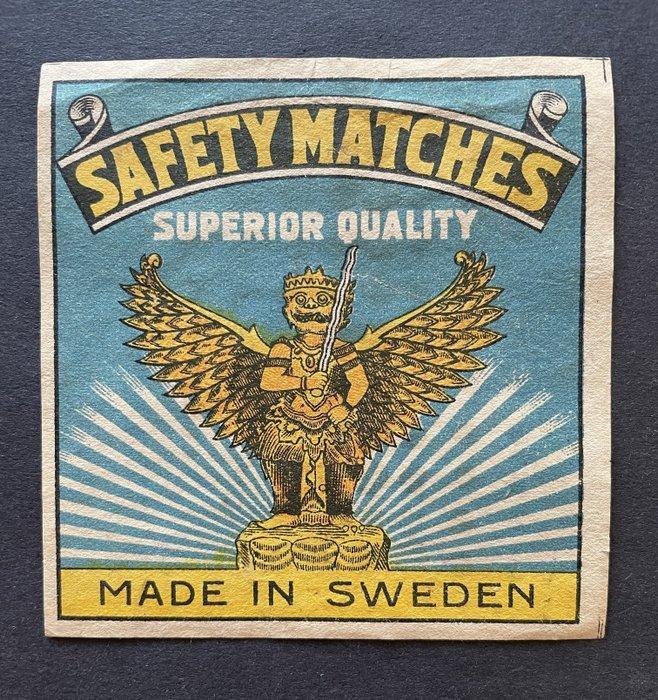 SAFETY MATCHES
SUPERIOR QUALITY
MADE IN SWEDEN